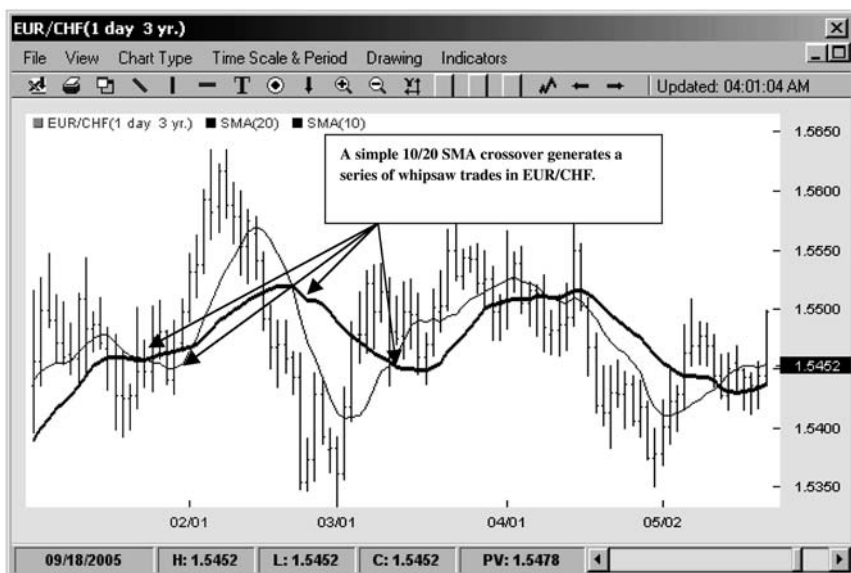 EUR/CHF(1 day 3 yr.)
File View Chart Type Time Scale & Period Drawing Indicators
T Updated: 04:01:04 AM
EUR/CHF(1 day 3 yr.) SMA(20) SMA(10)
A simple 10/20 SMA crossover generates a
series of whipsaw trades in EUR/CHF.
1.5650
1.5600
1.5550
1.5500
1.5452
1.5400
1.5350
02/01 03/01 04/01 05/02
09/18/2005 H: 1.5452 L: 1.5452 C: 1.5452 PV: 1.5478